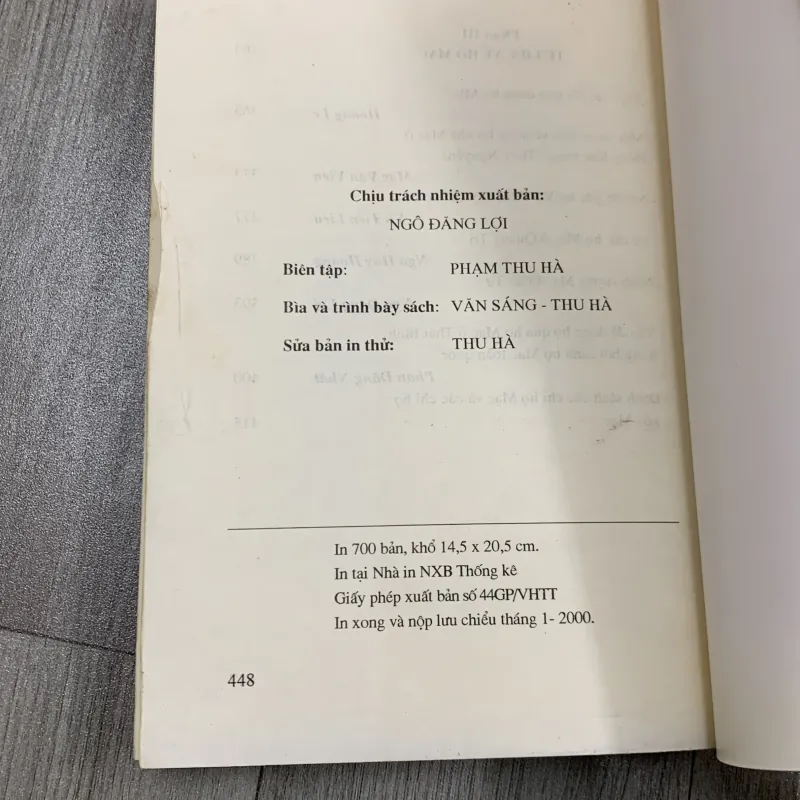 Chịu trách nhiệm xuất bản:
NGÔ ĐĂNG LỢI
Biên tập: PHẠM THU HÀ
Bìa và trình bày sách: VĂN SÁNG - THU HÀ
Sửa bản in thử: THU HÀ
In 700 bản, khổ 14,5 x 20,5 cm.
In tại Nhà in NXB Thống kê
Giấy phép xuất bản số 44GP/VHTT
In xong và nộp lưu chiểu tháng 1- 2000.
448